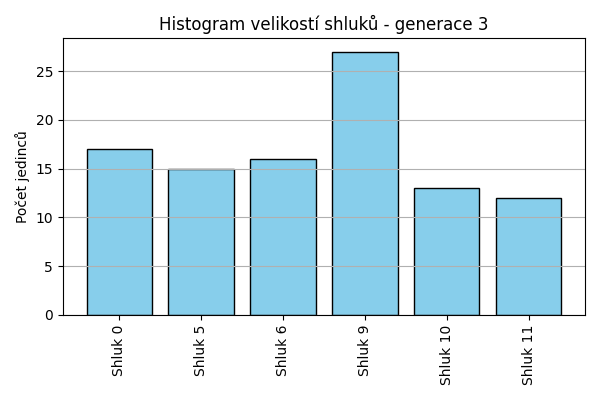 Histogram velikostí shluků - generace 3
Počet jedinců
25
20
15
10
5
0
Shluk 0
Shluk 5
Shluk 6
Shluk 9
Shluk 10
Shluk 11